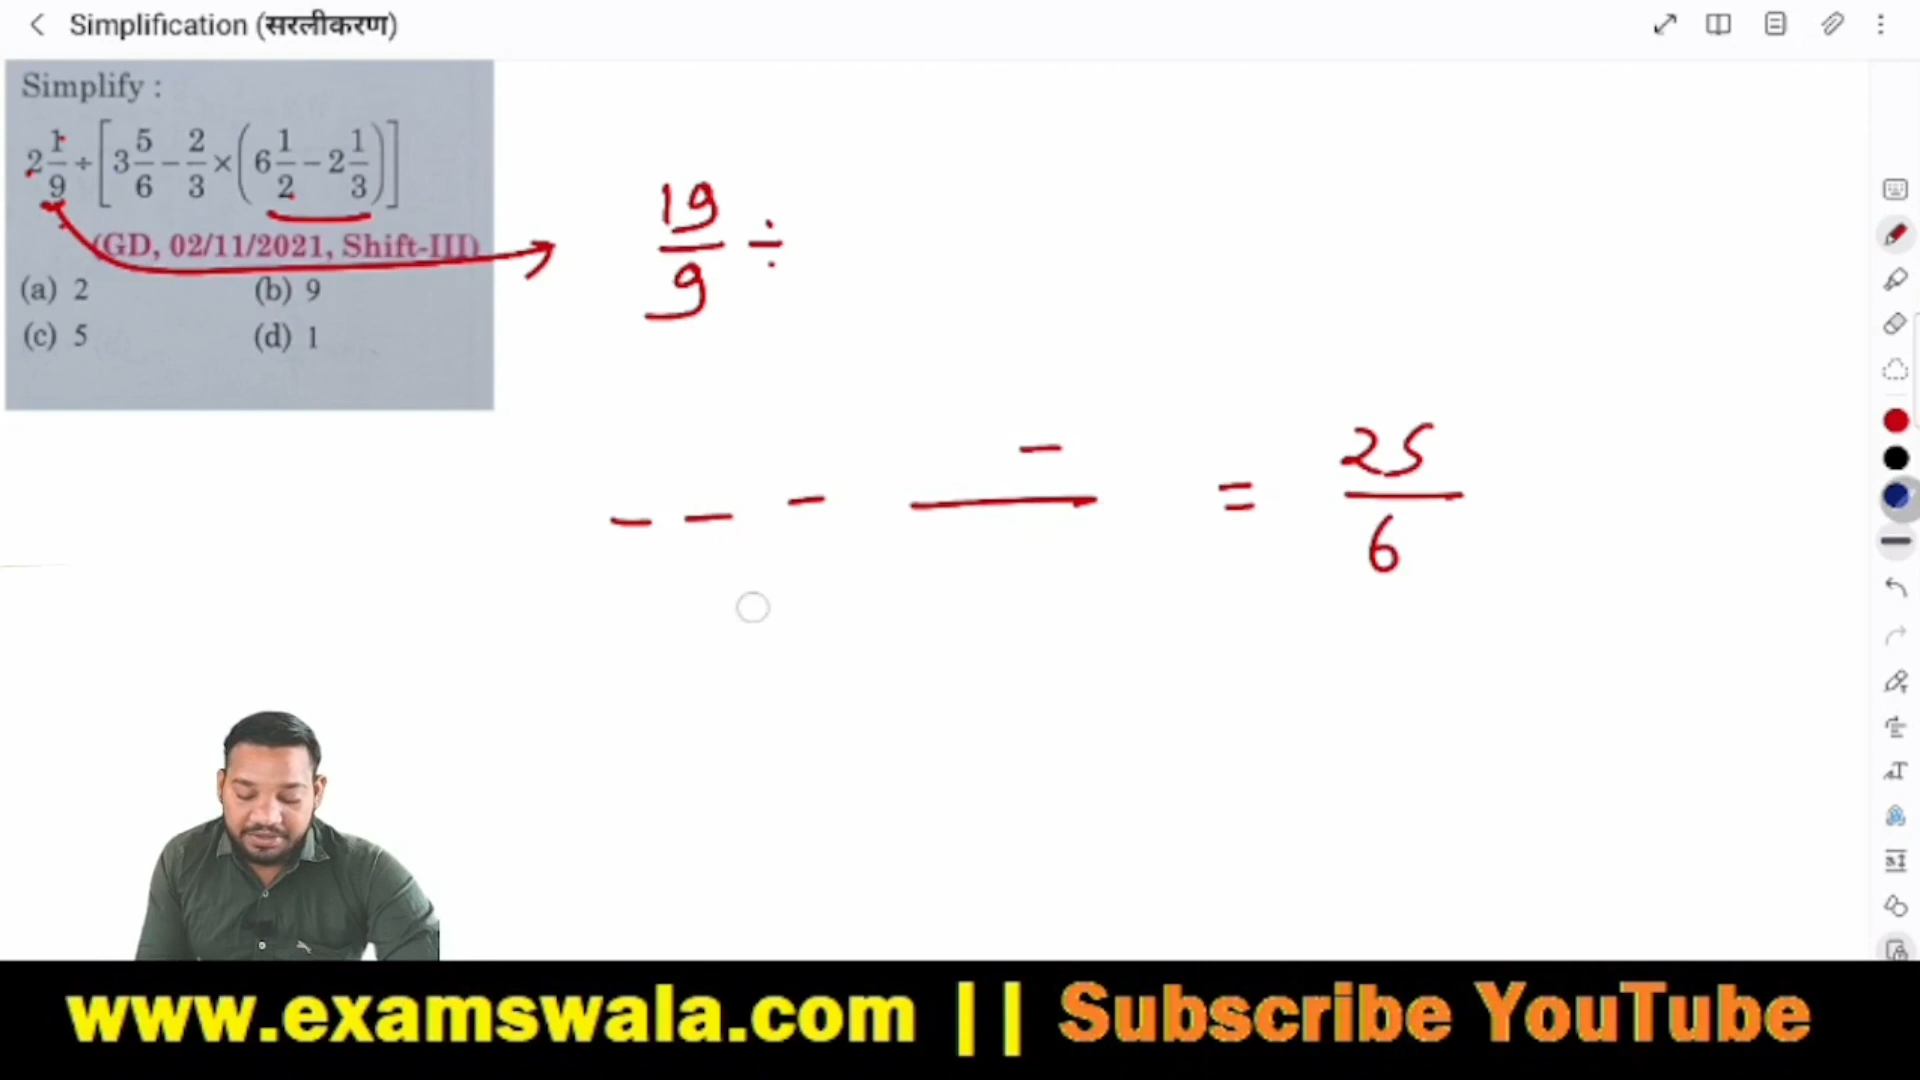 Simplification (सरलीकरण)
Simplify :
2 1/9 ÷ [3 5/6 − 2/3 × (6 1/2 − 2 1/3)]
(GD, 02/11/2021, Shift-III)
(a) 2 (b) 9
(c) 5 (d) 1
19/9 ÷
– – – — = 25/6
www.examswala.com || Subscribe YouTube